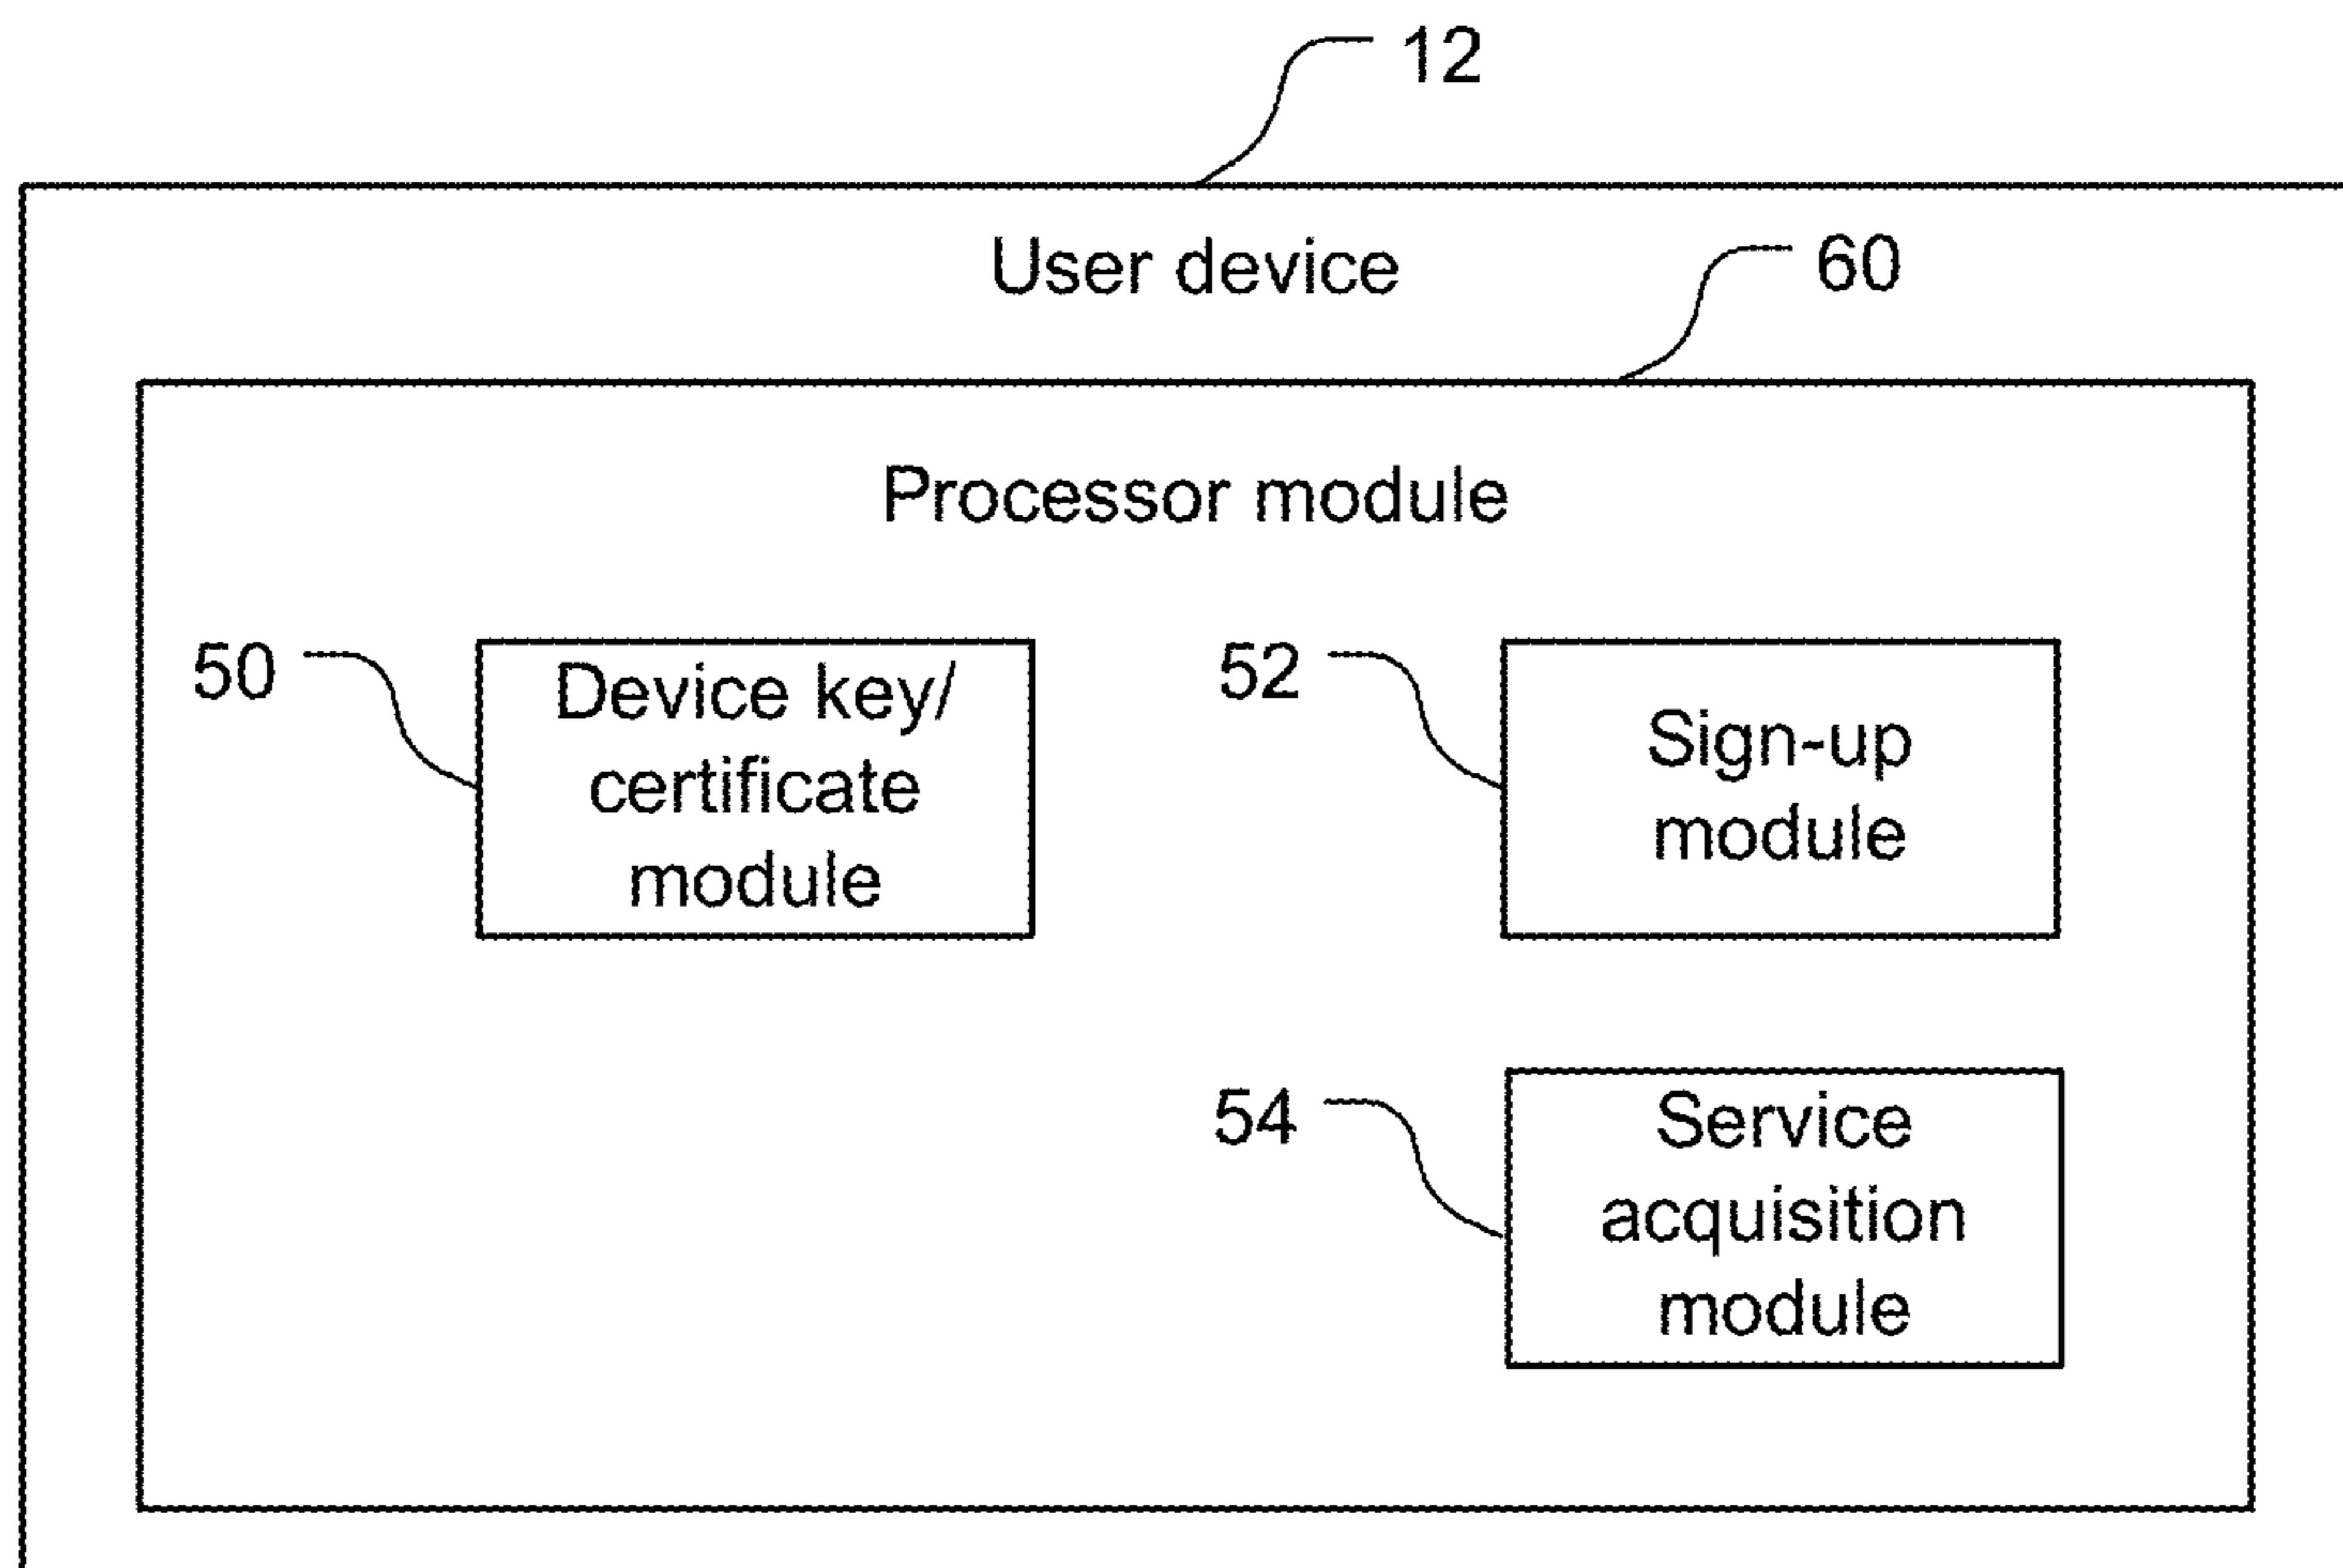 12
User device
60
Processor module
50
Device key/
certificate
module
52
Sign-up
module
54
Service
acquisition
module